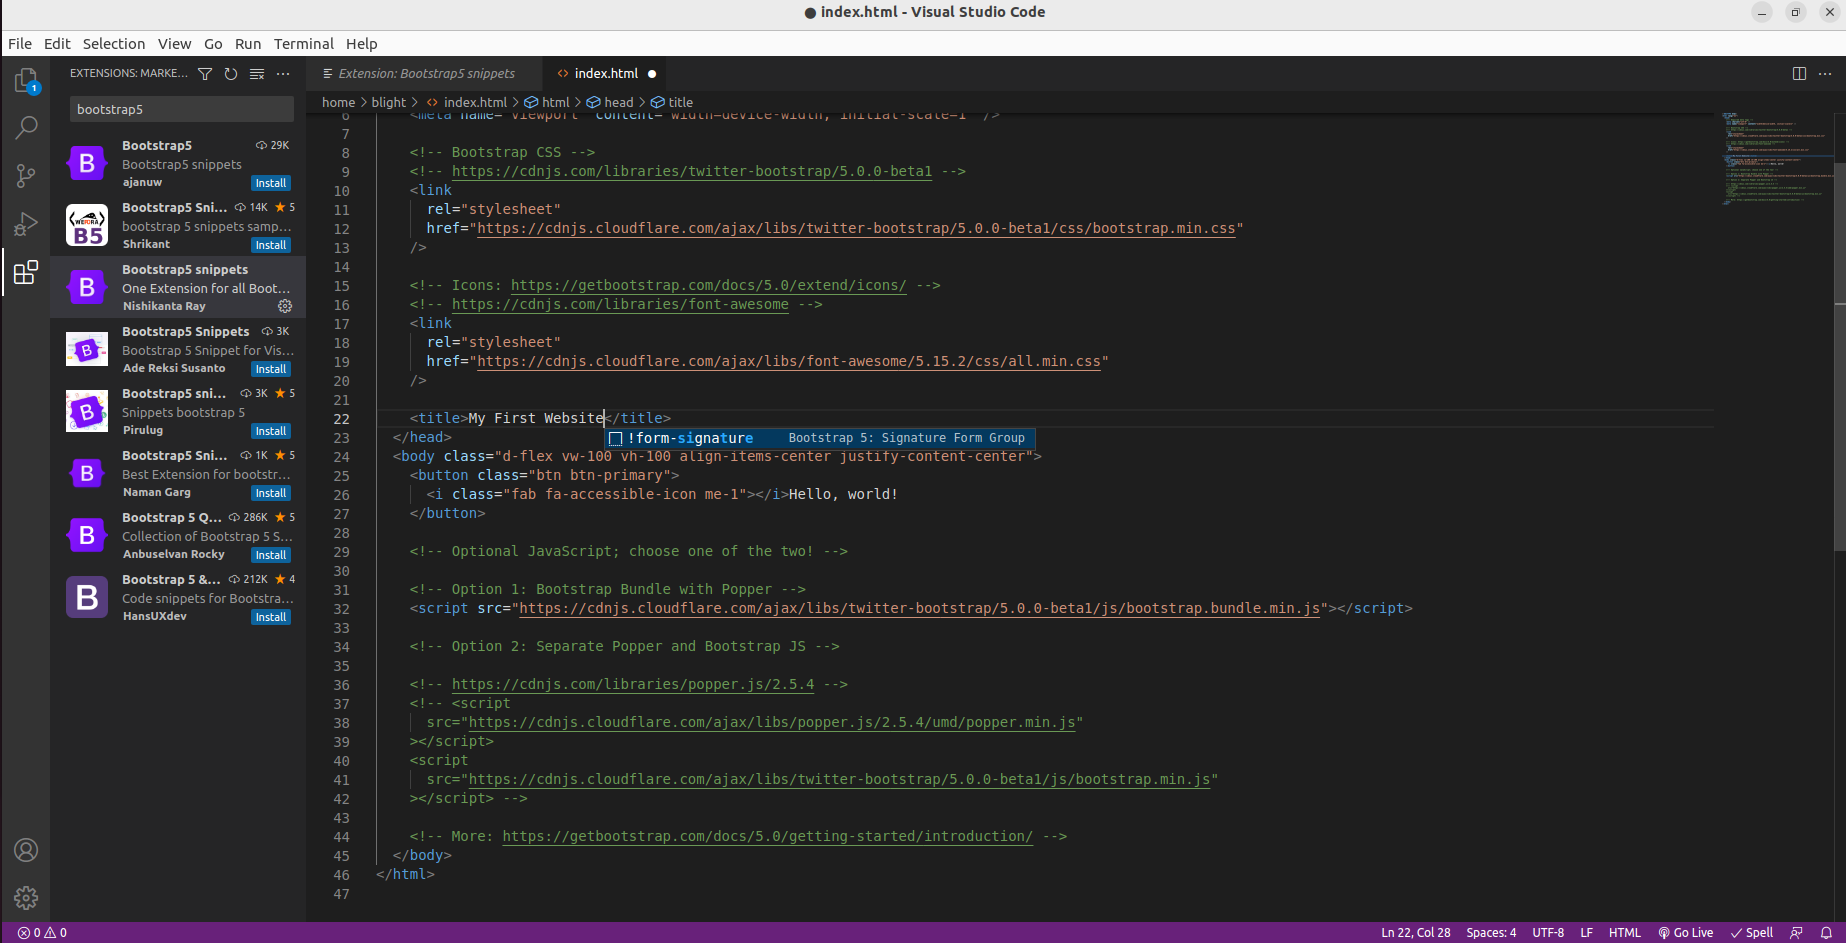 ● index.html - Visual Studio Code
File Edit Selection View Go Run Terminal Help
EXTENSIONS: MARKE...
bootstrap5
Bootstrap5 29K
Bootstrap5 snippets
ajanuw Install
Bootstrap5 Sni... 14K ★ 5
bootstrap 5 snippets samp...
Shrikant Install
Bootstrap5 snippets
One Extension for all Boot...
Nishikanta Ray
Bootstrap5 Snippets 3K
Bootstrap 5 Snippet for Vis...
Ade Reksi Susanto Install
Bootstrap5 sni... 3K ★ 5
Snippets bootstrap 5
Pirulug Install
Bootstrap5 Sni... 1K ★ 5
Best Extension for bootstr...
Naman Garg Install
Bootstrap 5 Q... 286K ★ 5
Collection of Bootstrap 5 S...
Anbuselvan Rocky Install
Bootstrap 5 &... 212K ★ 4
Code snippets for Bootstra...
HansUXdev Install
1
B
WEBDRA
B5
B
B
B
B
B
B
Extension: Bootstrap5 snippets
index.html ●
home > blight > index.html > html > head > title
6 <meta name="viewport" content="width=device-width, initial-scale=1" />
7
8 <!-- Bootstrap CSS -->
9 <!-- https://cdnjs.com/libraries/twitter-bootstrap/5.0.0-beta1 -->
10 <link
11 rel="stylesheet"
12 href="https://cdnjs.cloudflare.com/ajax/libs/twitter-bootstrap/5.0.0-beta1/css/bootstrap.min.css"
13 />
14
15 <!-- Icons: https://getbootstrap.com/docs/5.0/extend/icons/ -->
16 <!-- https://cdnjs.com/libraries/font-awesome -->
17 <link
18 rel="stylesheet"
19 href="https://cdnjs.cloudflare.com/ajax/libs/font-awesome/5.15.2/css/all.min.css"
20 />
21
22 <title>My First Website</title>
!form-signature Bootstrap 5: Signature Form Group
23 </head>
24 <body class="d-flex vw-100 vh-100 align-items-center justify-content-center">
25 <button class="btn btn-primary">
26 <i class="fab fa-accessible-icon me-1"></i>Hello, world!
27 </button>
28
29 <!-- Optional JavaScript; choose one of the two! -->
30
31 <!-- Option 1: Bootstrap Bundle with Popper -->
32 <script src="https://cdnjs.cloudflare.com/ajax/libs/twitter-bootstrap/5.0.0-beta1/js/bootstrap.bundle.min.js"></script>
33
34 <!-- Option 2: Separate Popper and Bootstrap JS -->
35
36 <!-- https://cdnjs.com/libraries/popper.js/2.5.4 -->
37 <!-- <script
38 src="https://cdnjs.cloudflare.com/ajax/libs/popper.js/2.5.4/umd/popper.min.js"
39 ></script>
40 <script
41 src="https://cdnjs.cloudflare.com/ajax/libs/twitter-bootstrap/5.0.0-beta1/js/bootstrap.min.js"
42 ></script> -->
43
44 <!-- More: https://getbootstrap.com/docs/5.0/getting-started/introduction/ -->
45 </body>
46 </html>
47
0 0 Ln 22, Col 28 Spaces: 4 UTF-8 LF HTML Go Live Spell